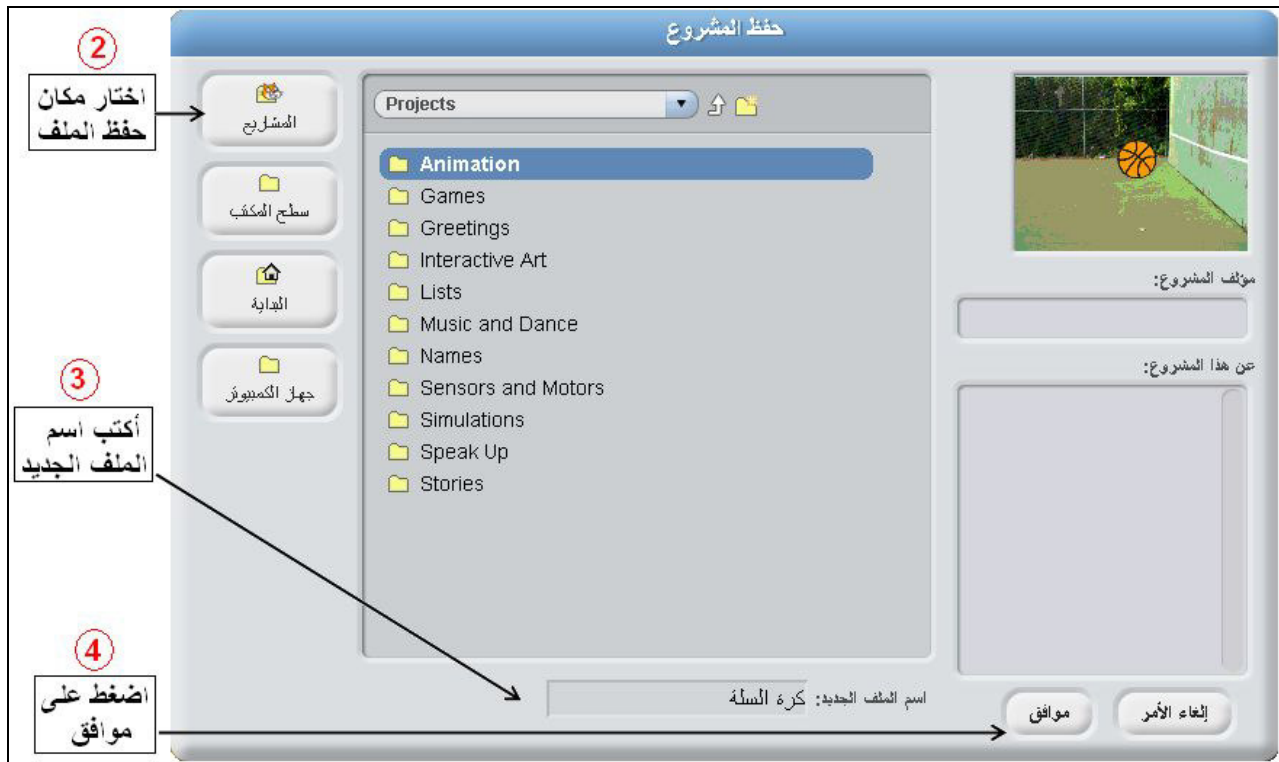 حفظ المشروع
2
اختار مكان
حفظ الملف
المشاريع
سطح المكتب
البداية
جهاز الكمبيوتر
Projects
Animation
Games
Greetings
Interactive Art
Lists
Music and Dance
Names
Sensors and Motors
Simulations
Speak Up
Stories
مؤلف المشروع:
عن هذا المشروع:
3
أكتب اسم
الملف الجديد
اسم الملف الجديد: كرة السلة
4
اضغط على
موافق
موافق
إلغاء الأمر